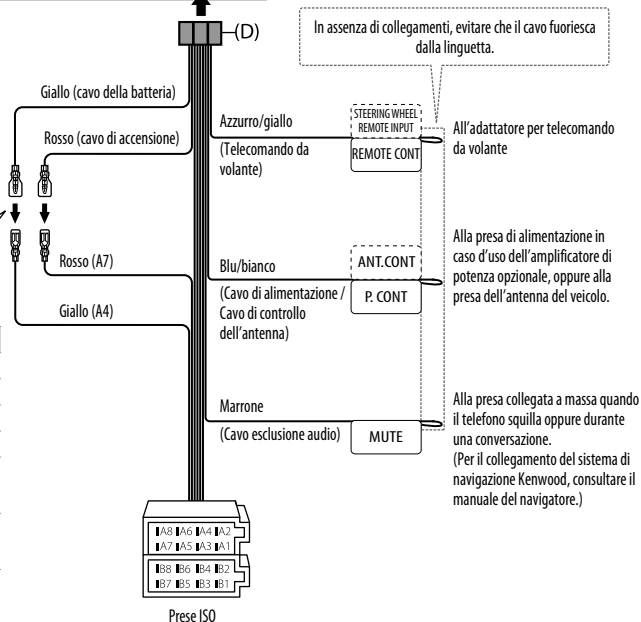 (D)
In assenza di collegamenti, evitare che il cavo fuoriesca
dalla linguetta.
Giallo (cavo della batteria)
Rosso (cavo di accensione)
Azzurro/giallo
(Telecomando da
volante)
STEERING WHEEL
REMOTE INPUT
REMOTE CONT
All’adattatore per telecomando
da volante
Rosso (A7)
Giallo (A4)
Blu/bianco
(Cavo di alimentazione /
Cavo di controllo
dell’antenna)
ANT.CONT
P. CONT
Alla presa di alimentazione in
caso d’uso dell’amplificatore di
potenza opzionale, oppure alla
presa dell’antenna del veicolo.
Marrone
(Cavo esclusione audio)
MUTE
Alla presa collegata a massa quando
il telefono squilla oppure durante
una conversazione.
(Per il collegamento del sistema di
navigazione Kenwood, consultare il
manuale del navigatore.)
A8 A6 A4 A2
A7 A5 A3 A1
B8 B6 B4 B2
B7 B5 B3 B1
Prese ISO